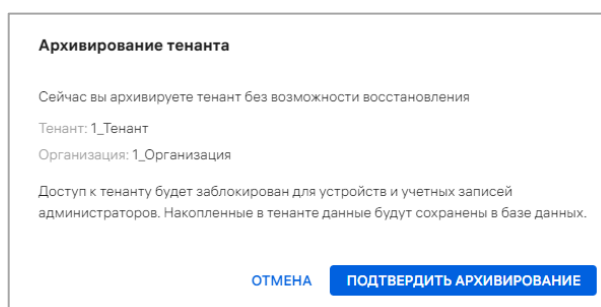 Архивирование тенанта
Сейчас вы архивируете тенант без возможности восстановления
Тенант: 1_Тенант
Организация: 1_Организация
Доступ к тенанту будет заблокирован для устройств и учетных записей
администраторов. Накопленные в тенанте данные будут сохранены в базе данных.
ОТМЕНА ПОДТВЕРДИТЬ АРХИВИРОВАНИЕ